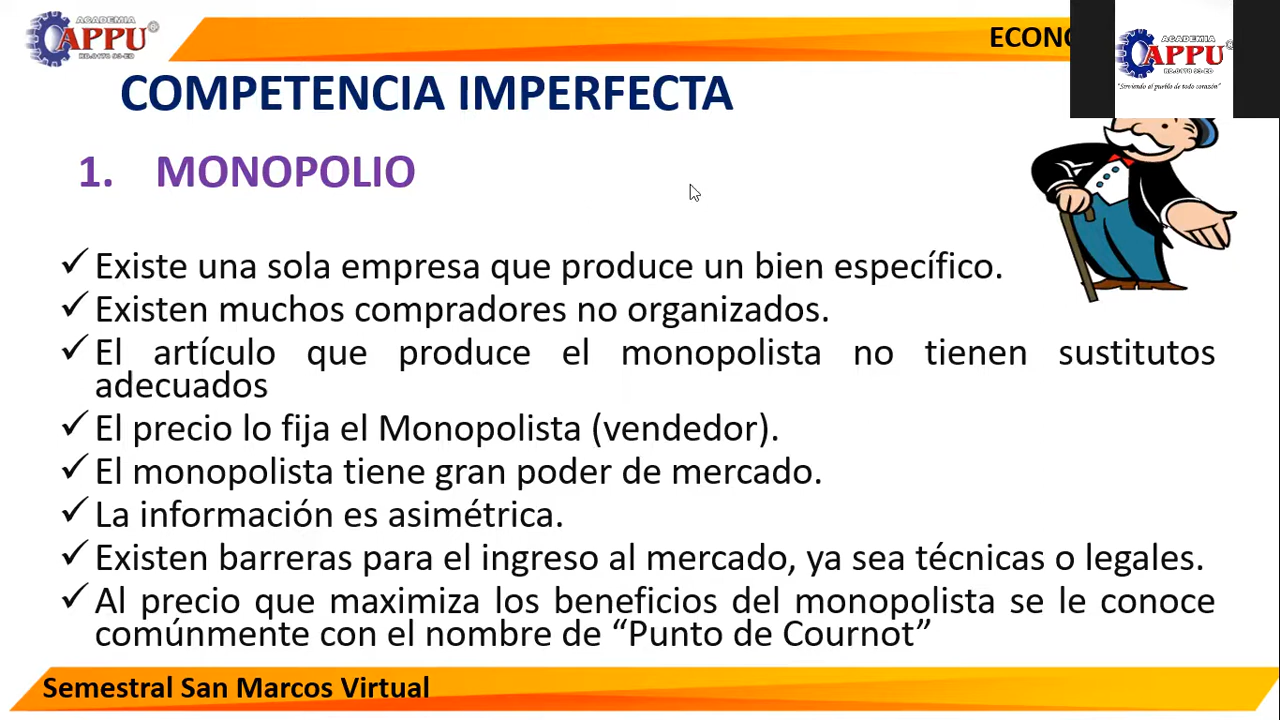 ACADEMIA
APPU
COMPETENCIA MPERFECTA
1. MONOPOLIO
ACADEMIA
APPU
"Sirviendo al pueblo de todo corazón"
✓ Existe una sola empresa que produce un bien específico.
✓ Existen muchos compradores no organizados.
✓ El artículo que produce el monopolista no tienen sustitutos
adecuados
✓ El precio lo fija el Monopolista (vendedor).
✓ El monopolista tiene gran poder de mercado.
✓ La información es asimétrica.
✓ Existen barreras para el ingreso al mercado, ya sea técnicas o legales.
✓ Al precio que maximiza los beneficios del monopolista se le conoce
comúnmente con el nombre de “Punto de Cournot”
Semestral San Marcos Virtual